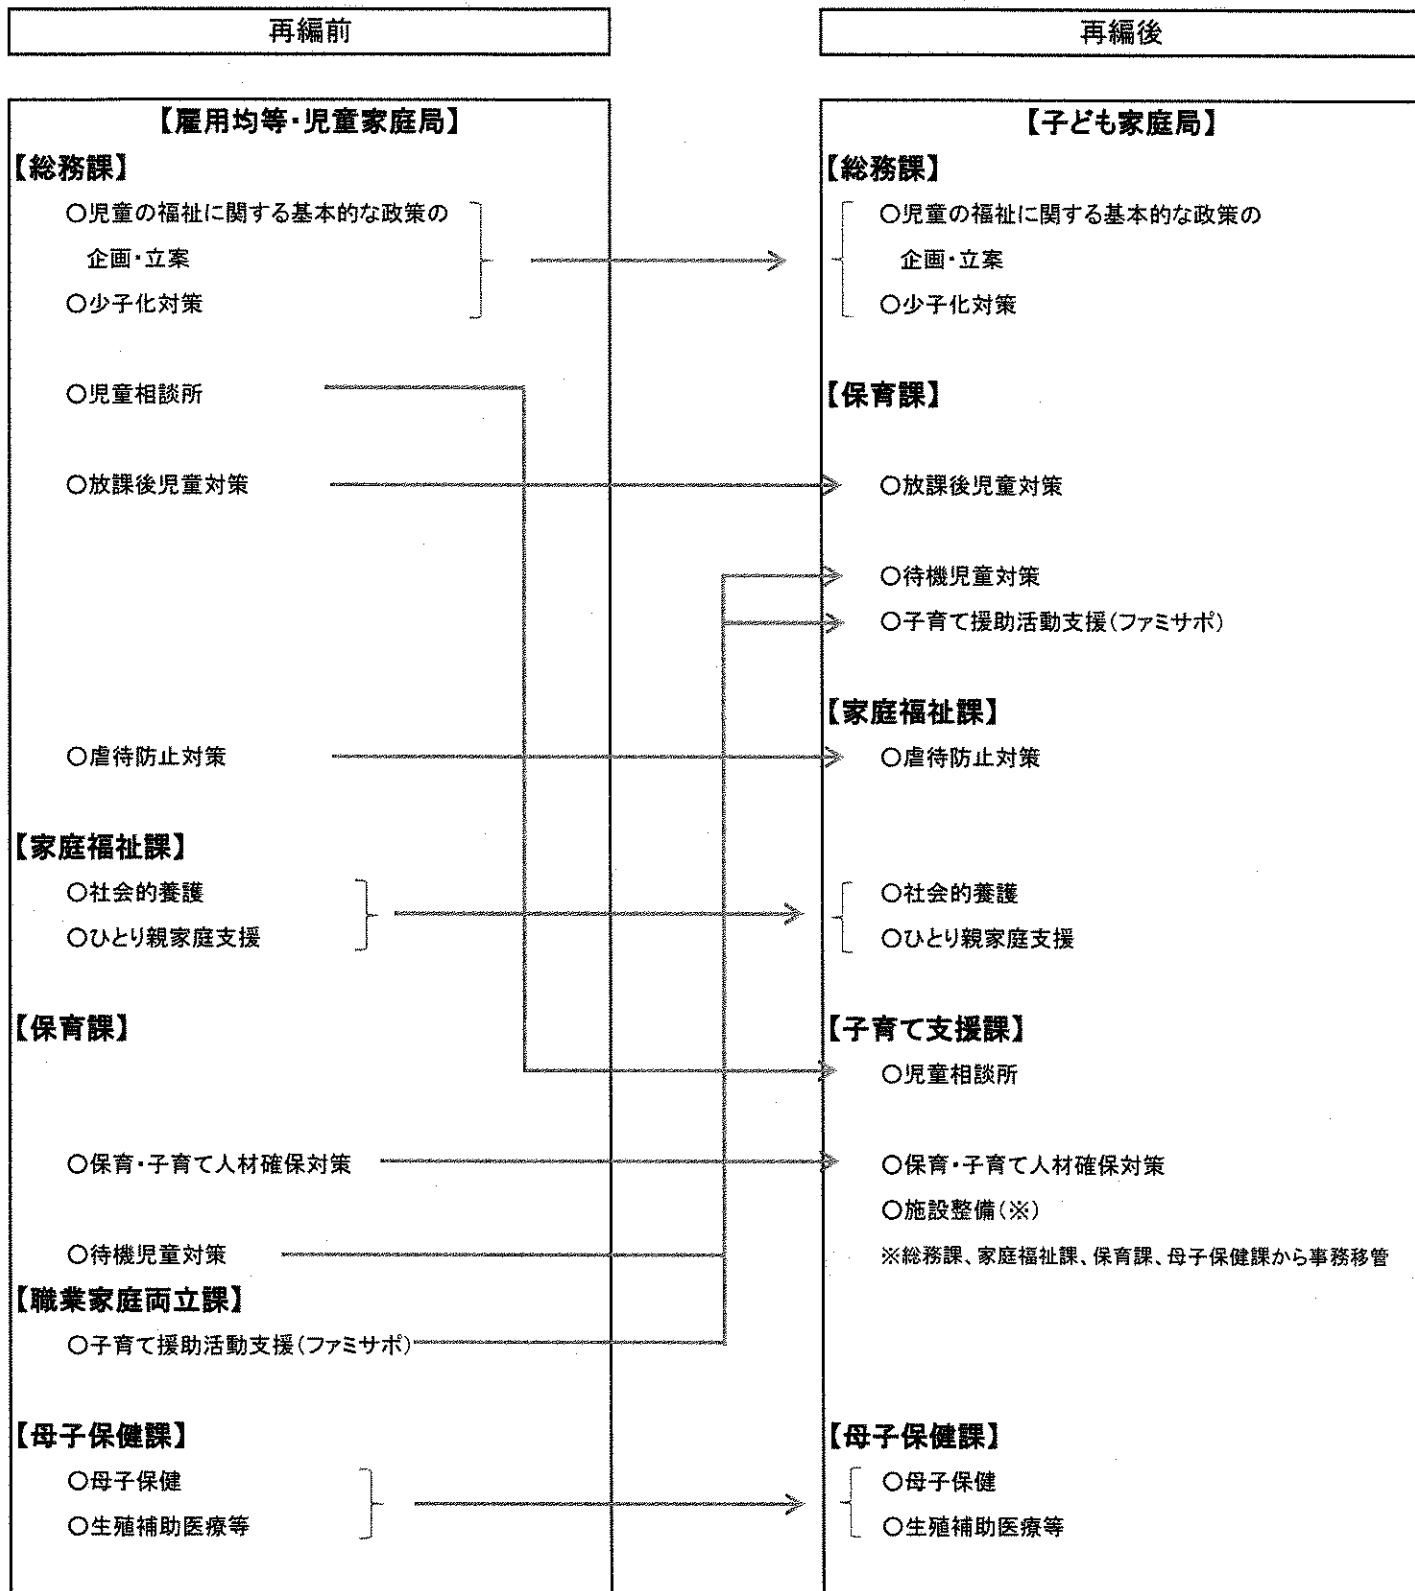 再編前
【雇用均等・児童家庭局】
【総務課】
○児童の福祉に関する基本的な政策の
企画・立案
○少子化対策
○児童相談所
○放課後児童対策
○虐待防止対策
【家庭福祉課】
○社会的養護
○ひとり親家庭支援
【保育課】
○保育・子育て人材確保対策
○待機児童対策
【職業家庭両立課】
○子育て援助活動支援(ファミサポ)
【母子保健課】
○母子保健
○生殖補助医療等
再編後
【子ども家庭局】
【総務課】
○児童の福祉に関する基本的な政策の
企画・立案
○少子化対策
【保育課】
○放課後児童対策
○待機児童対策
○子育て援助活動支援(ファミサポ)
【家庭福祉課】
○虐待防止対策
○社会的養護
○ひとり親家庭支援
【子育て支援課】
○児童相談所
○保育・子育て人材確保対策
○施設整備(※)
※総務課、家庭福祉課、保育課、母子保健課から事務移管
【母子保健課】
○母子保健
○生殖補助医療等